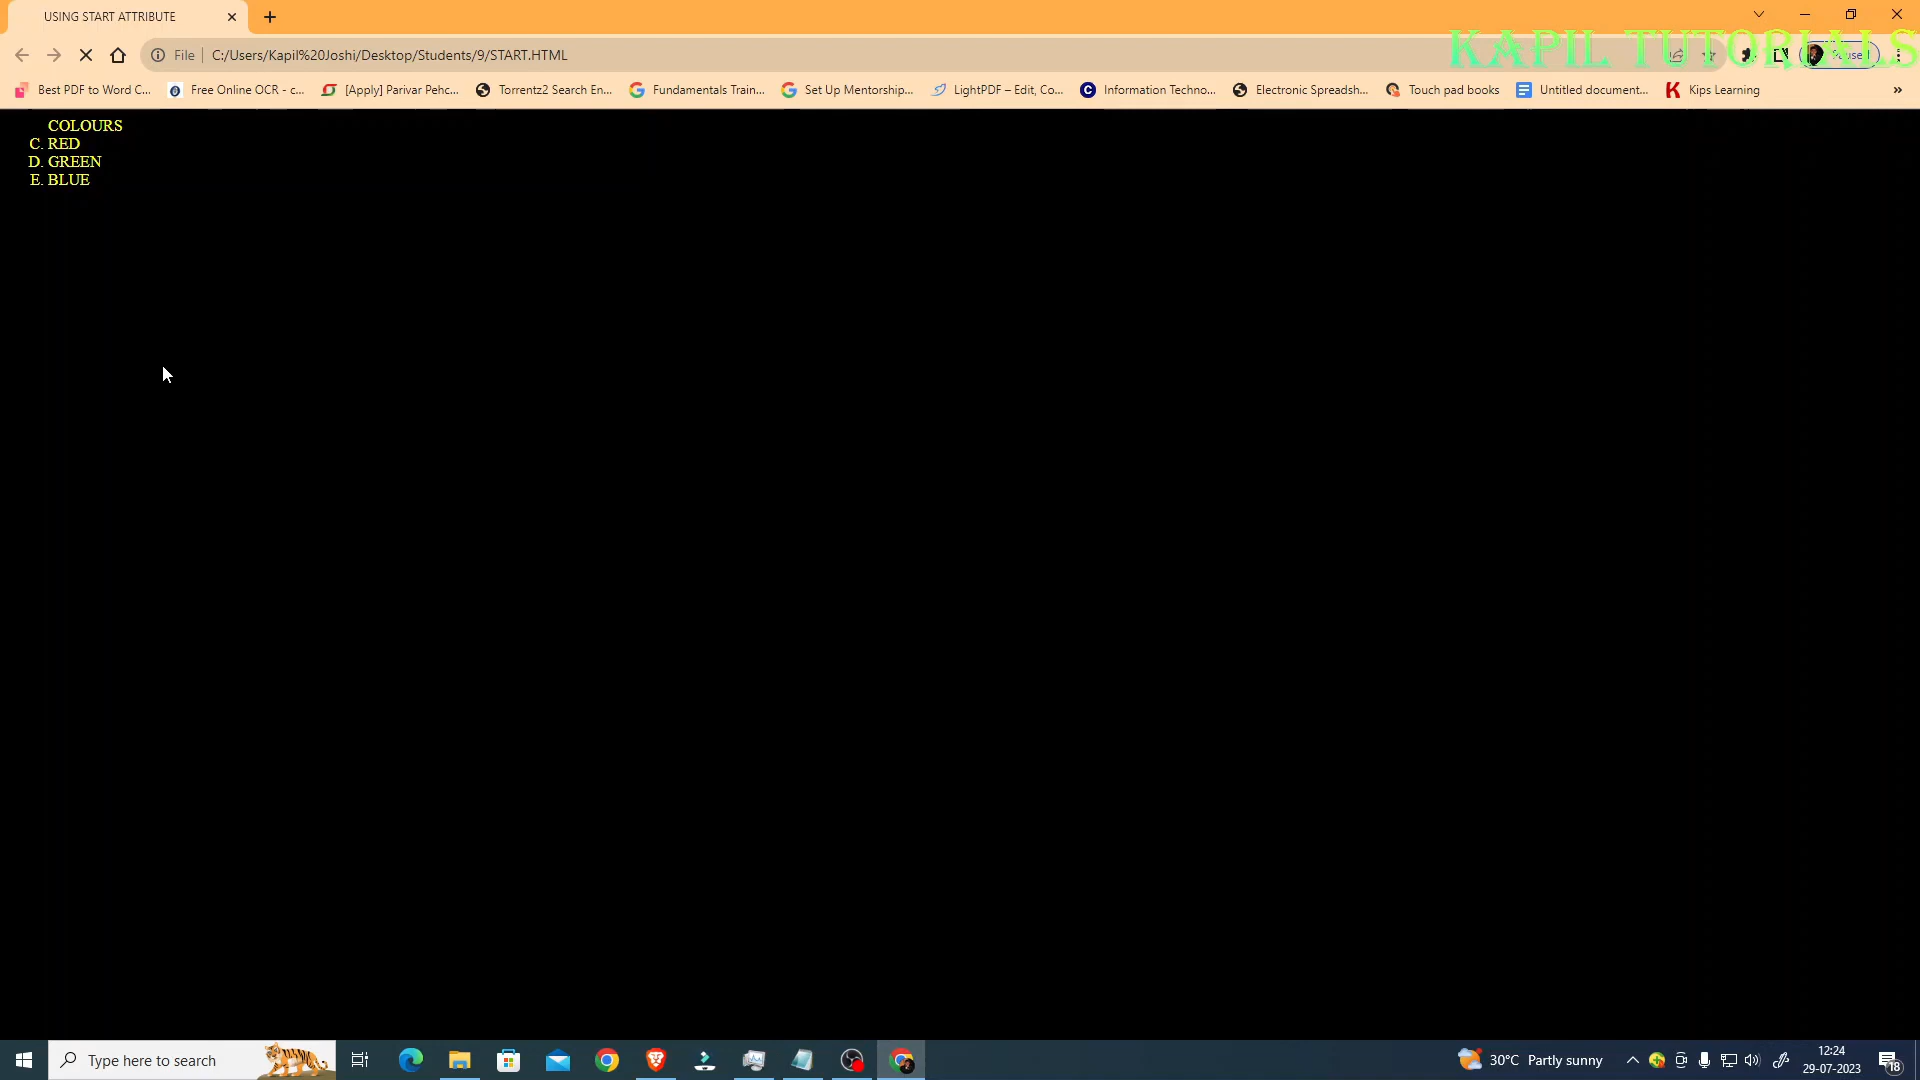 USING START ATTRIBUTE
File
C:/Users/Kapil%20Joshi/Desktop/Students/9/START.HTML
KAPIL TUTORIALS
Best PDF to Word C...
Free Online OCR - c...
[Apply] Parivar Pehc...
Torrentz2 Search En...
Fundamentals Train...
Set Up Mentorship...
LightPDF – Edit, Co...
Information Techno...
Electronic Spreadsh...
Touch pad books
Untitled document...
Kips Learning
»
COLOURS
C. RED
D. GREEN
E. BLUE
Type here to search
30°C Partly sunny
12:24
29-07-2023
18